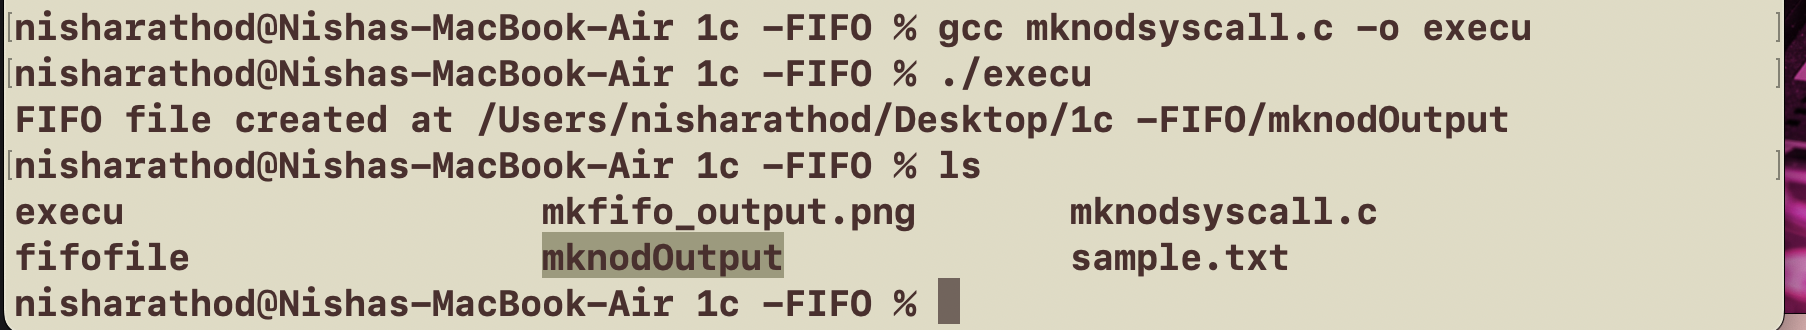 [nisharathod@Nishas-MacBook-Air 1c -FIFO % gcc mknodsyscall.c -o execu ]
[nisharathod@Nishas-MacBook-Air 1c -FIFO % ./execu ]
FIFO file created at /Users/nisharathod/Desktop/1c -FIFO/mknodOutput
[nisharathod@Nishas-MacBook-Air 1c -FIFO % ls ]
execu mkfifo_output.png mknodsyscall.c
fifofile mknodOutput sample.txt
nisharathod@Nishas-MacBook-Air 1c -FIFO %